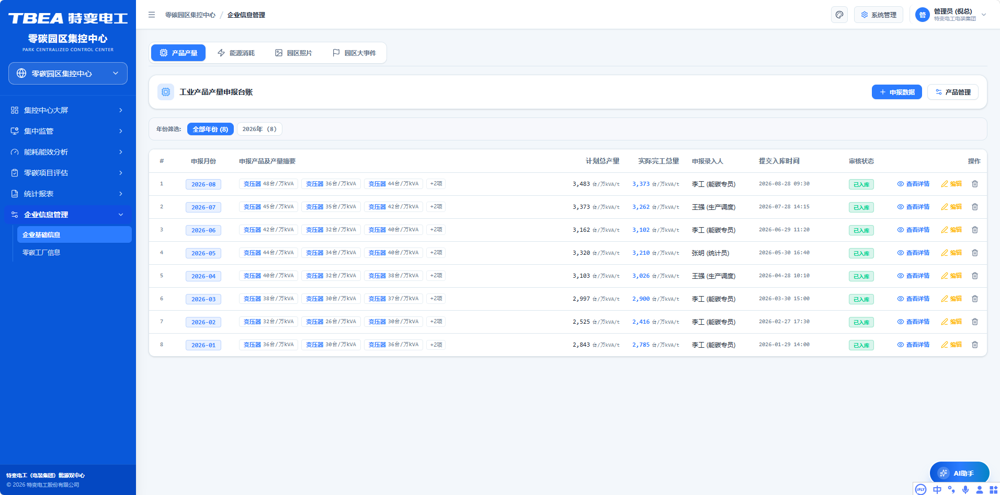 TBEA 特变电工
零碳园区集控中心
PARK CENTRALIZED CONTROL CENTER
零碳园区集控中心
集控中心大屏
集中监管
能耗能效分析
零碳项目评估
统计报表
企业信息管理
企业基础信息
零碳工厂信息
特变电工（电装集团）能源双中心
© 2026 特变电工股份有限公司
零碳园区集控中心 / 企业信息管理
系统管理
管 管理员 (倪总)
特变电工电装集团
产品产量 能源消耗 园区照片 园区大事件
工业产品产量申报台账
申报数据 产品管理
年份筛选: 全部年份 (8) 2026年 (8)
# 申报月份 申报产品及产量摘要 计划总产量 实际完工总量 申报录入人 提交入库时间 审核状态 操作
1 2026-08 变压器 48台/万kVA 变压器 36台/万kVA 变压器 44台/万kVA +2项 3,483 台/万kVA/t 3,373 台/万kVA/t 李工 (能碳专员) 2026-08-28 09:30 已入库 查看详情 编辑
2 2026-07 变压器 45台/万kVA 变压器 35台/万kVA 变压器 42台/万kVA +2项 3,373 台/万kVA/t 3,262 台/万kVA/t 王强 (生产调度) 2026-07-28 14:15 已入库 查看详情 编辑
3 2026-06 变压器 42台/万kVA 变压器 32台/万kVA 变压器 40台/万kVA +2项 3,162 台/万kVA/t 3,102 台/万kVA/t 李工 (能碳专员) 2026-06-29 11:20 已入库 查看详情 编辑
4 2026-05 变压器 44台/万kVA 变压器 34台/万kVA 变压器 40台/万kVA +2项 3,320 台/万kVA/t 3,210 台/万kVA/t 张明 (统计员) 2026-05-30 16:40 已入库 查看详情 编辑
5 2026-04 变压器 40台/万kVA 变压器 32台/万kVA 变压器 38台/万kVA +2项 3,103 台/万kVA/t 3,026 台/万kVA/t 王强 (生产调度) 2026-04-28 10:10 已入库 查看详情 编辑
6 2026-03 变压器 38台/万kVA 变压器 30台/万kVA 变压器 37台/万kVA +2项 2,997 台/万kVA/t 2,900 台/万kVA/t 李工 (能碳专员) 2026-03-30 15:00 已入库 查看详情 编辑
7 2026-02 变压器 32台/万kVA 变压器 26台/万kVA 变压器 30台/万kVA +2项 2,525 台/万kVA/t 2,416 台/万kVA/t 李工 (能碳专员) 2026-02-27 17:30 已入库 查看详情 编辑
8 2026-01 变压器 36台/万kVA 变压器 30台/万kVA 变压器 36台/万kVA +2项 2,843 台/万kVA/t 2,785 台/万kVA/t 李工 (能碳专员) 2026-01-29 14:00 已入库 查看详情 编辑
AI助手
iFLY 中